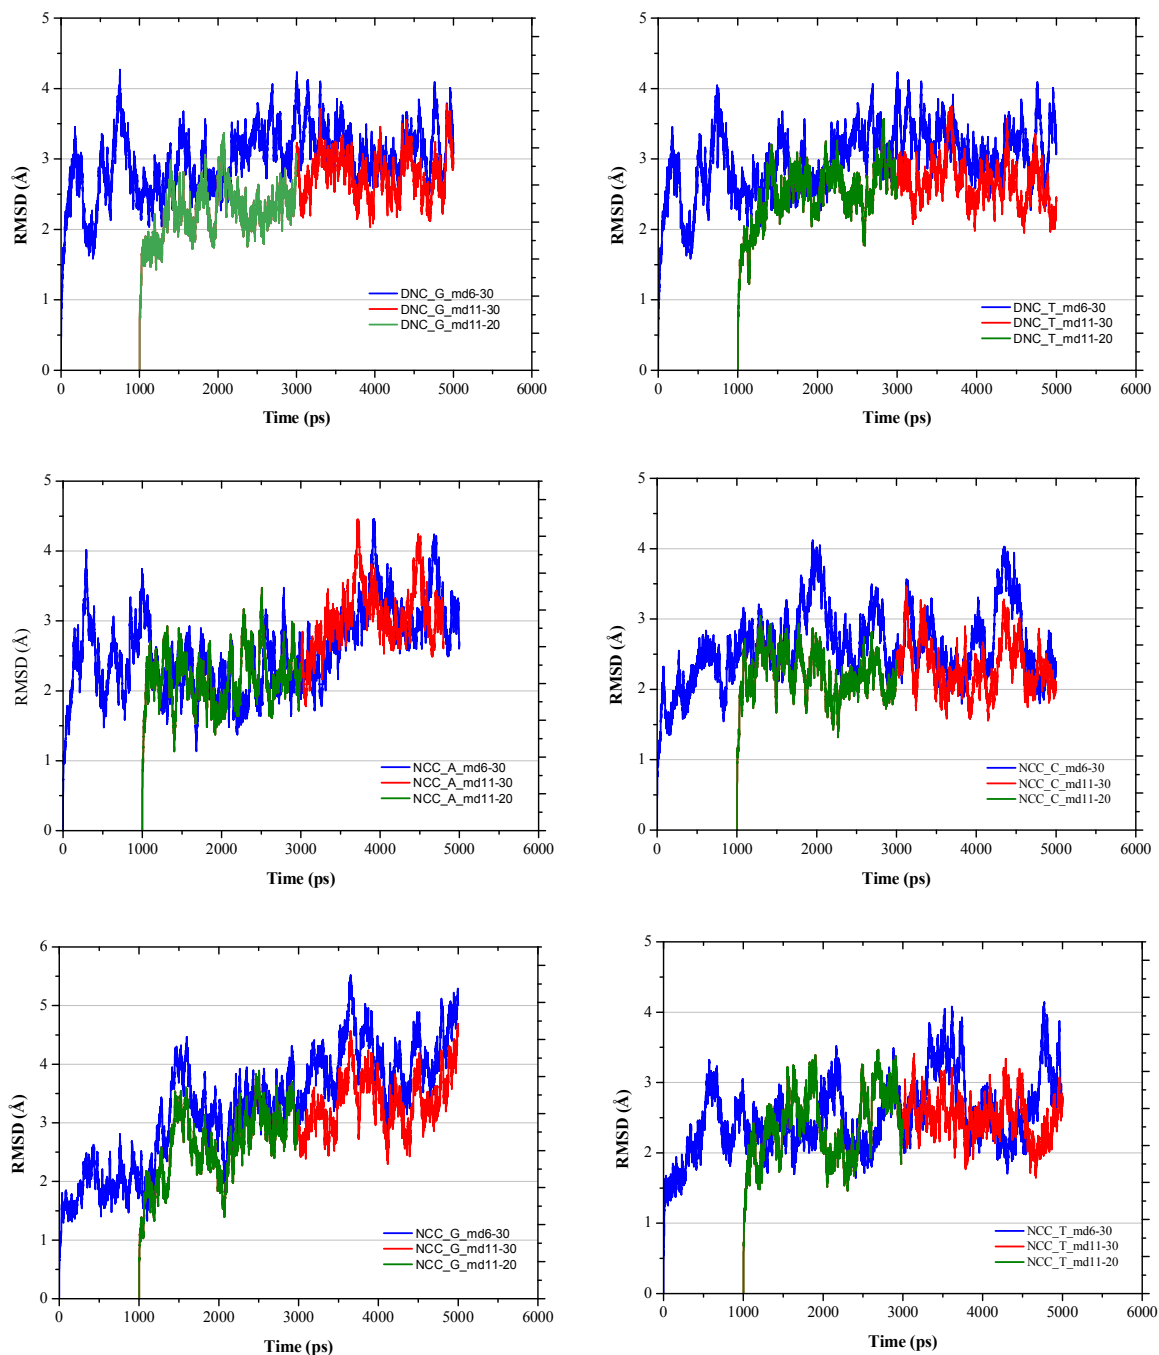 5
4
3
2
1
0
RMSD (Å)
DNC_G_md6-30
DNC_G_md11-30
DNC_G_md11-20
0 1000 2000 3000 4000 5000 6000
Time (ps)
5
4
3
2
1
0
RMSD (Å)
DNC_T_md6-30
DNC_T_md11-30
DNC_T_md11-20
0 1000 2000 3000 4000 5000 6000
Time (ps)
5
4
3
2
1
0
RMSD (Å)
NCC_A_md6-30
NCC_A_md11-30
NCC_A_md11-20
0 1000 2000 3000 4000 5000 6000
Time (ps)
5
4
3
2
1
0
RMSD (Å)
NCC_C_md6-30
NCC_C_md11-30
NCC_C_md11-20
0 1000 2000 3000 4000 5000 6000
Time (ps)
6
5
4
3
2
1
0
RMSD (Å)
NCC_G_md6-30
NCC_G_md11-30
NCC_G_md11-20
0 1000 2000 3000 4000 5000 6000
Time (ps)
5
4
3
2
1
0
RMSD (Å)
NCC_T_md6-30
NCC_T_md11-30
NCC_T_md11-20
0 1000 2000 3000 4000 5000 6000
Time (ps)